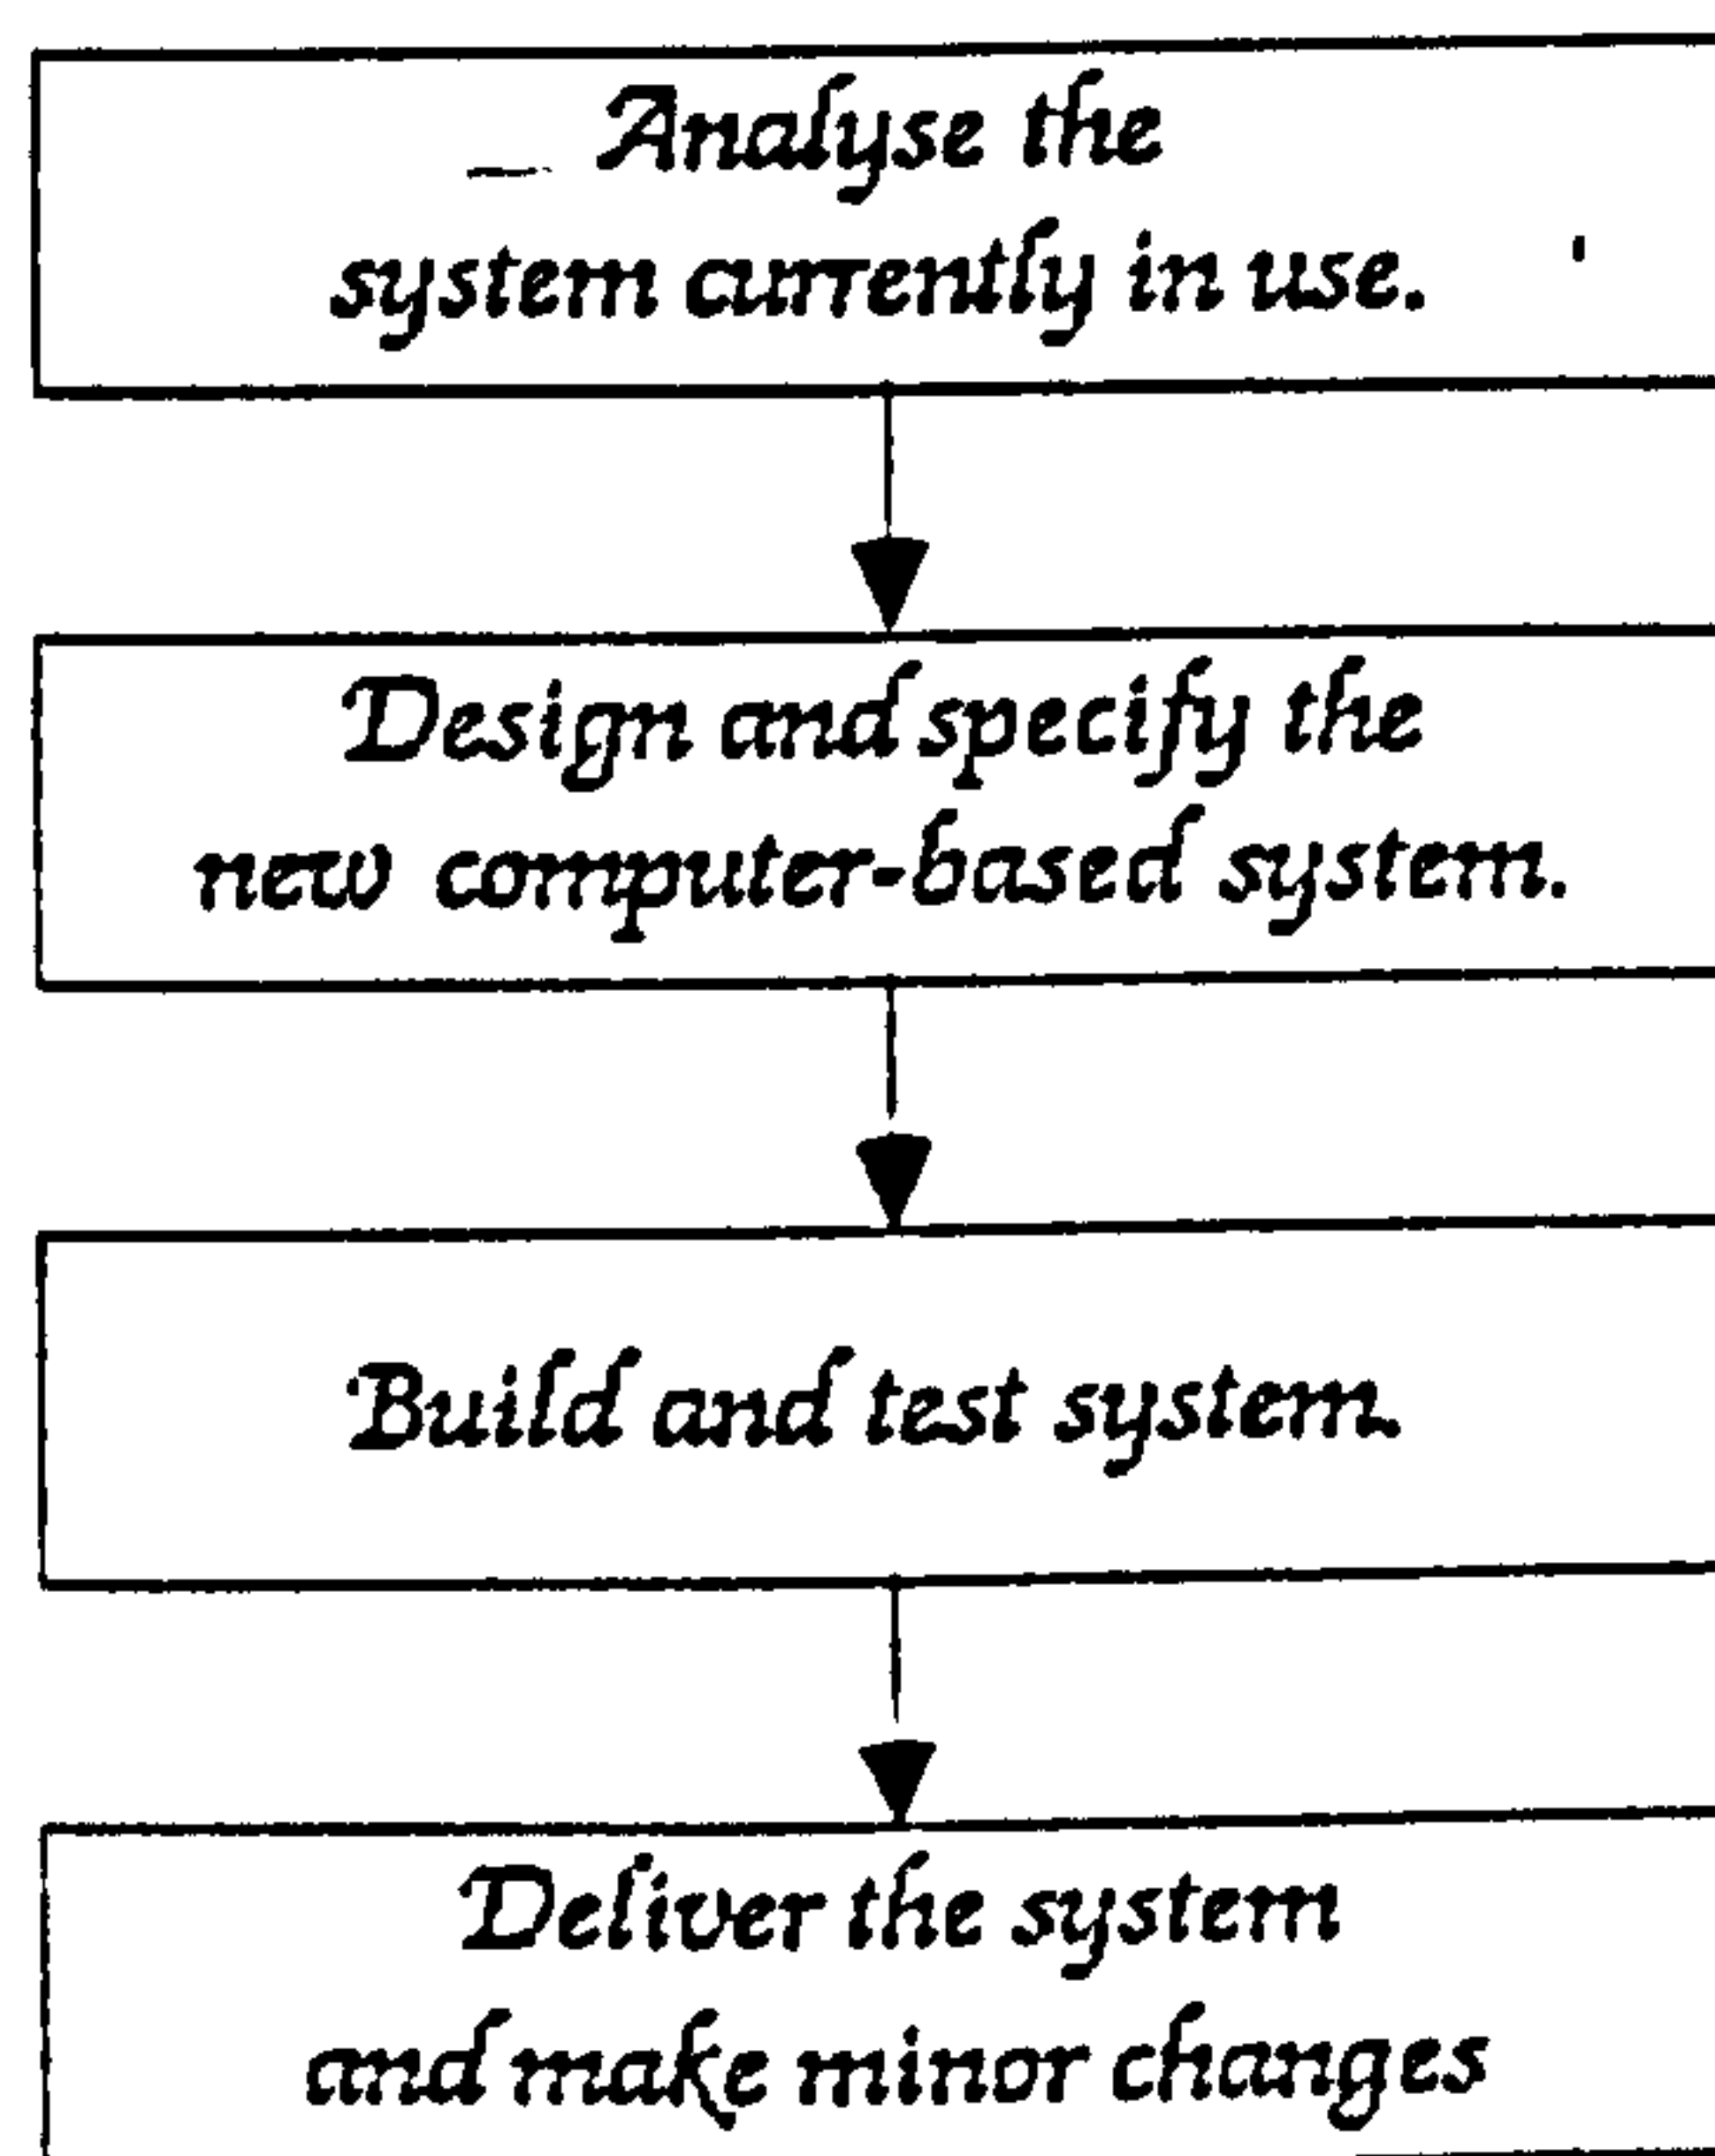 Analyse the
system currently in use.
Design and specify the
new computer-based system.
Build and test system.
Deliver the system
and make minor changes